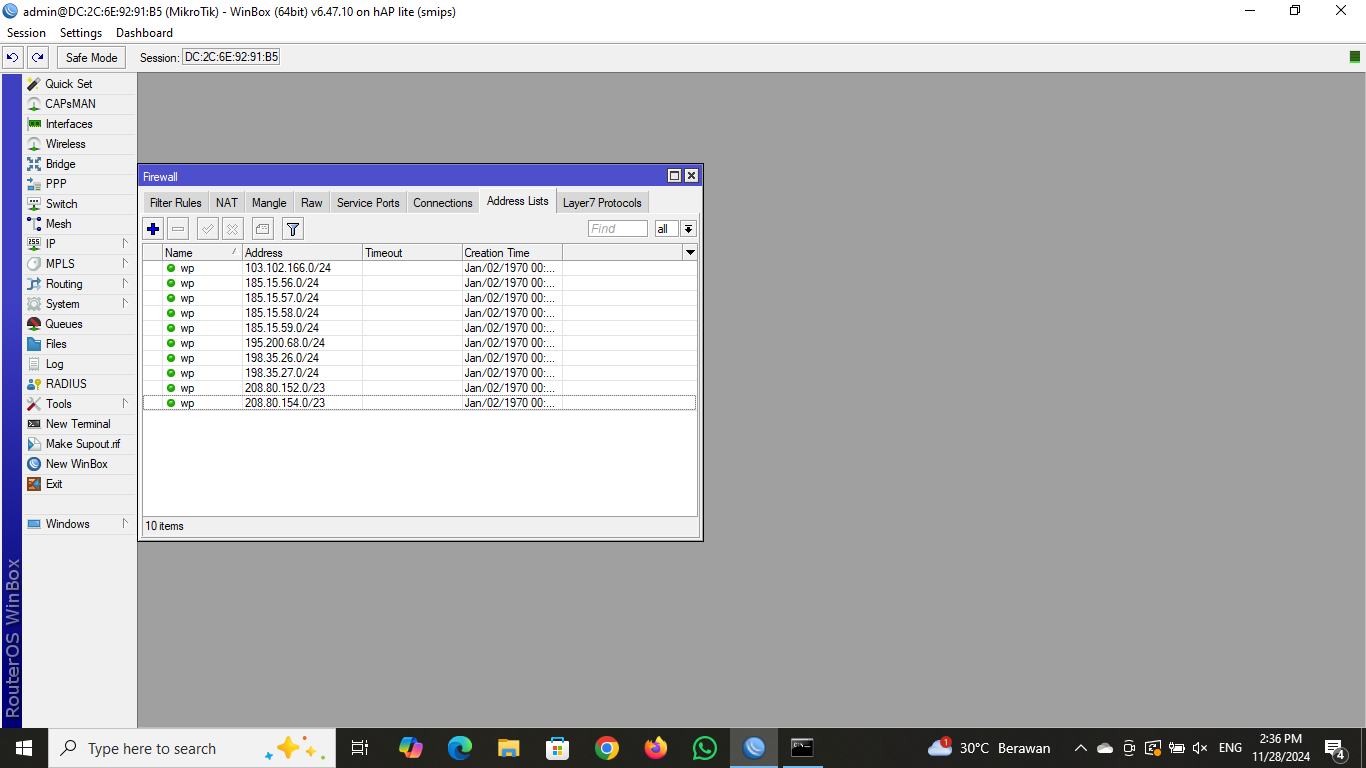 admin@DC:2C:6E:92:91:B5 (MikroTik) - WinBox (64bit) v6.47.10 on hAP lite (smips)
Session Settings Dashboard
Safe Mode Session: DC:2C:6E:92:91:B5
Quick Set
CAPsMAN
Interfaces
Wireless
Bridge
PPP
Switch
Mesh
IP
MPLS
Routing
System
Queues
Files
Log
RADIUS
Tools
New Terminal
Make Supout.rif
New WinBox
Exit
Windows
RouterOS WinBox
Firewall
Filter Rules NAT Mangle Raw Service Ports Connections Address Lists Layer7 Protocols
Find all
Name Address Timeout Creation Time
wp 103.102.166.0/24 Jan/02/1970 00:...
wp 185.15.56.0/24 Jan/02/1970 00:...
wp 185.15.57.0/24 Jan/02/1970 00:...
wp 185.15.58.0/24 Jan/02/1970 00:...
wp 185.15.59.0/24 Jan/02/1970 00:...
wp 195.200.68.0/24 Jan/02/1970 00:...
wp 198.35.26.0/24 Jan/02/1970 00:...
wp 198.35.27.0/24 Jan/02/1970 00:...
wp 208.80.152.0/23 Jan/02/1970 00:...
wp 208.80.154.0/23 Jan/02/1970 00:...
10 items
Type here to search
1 30°C Berawan
ENG
2:36 PM
11/28/2024
4